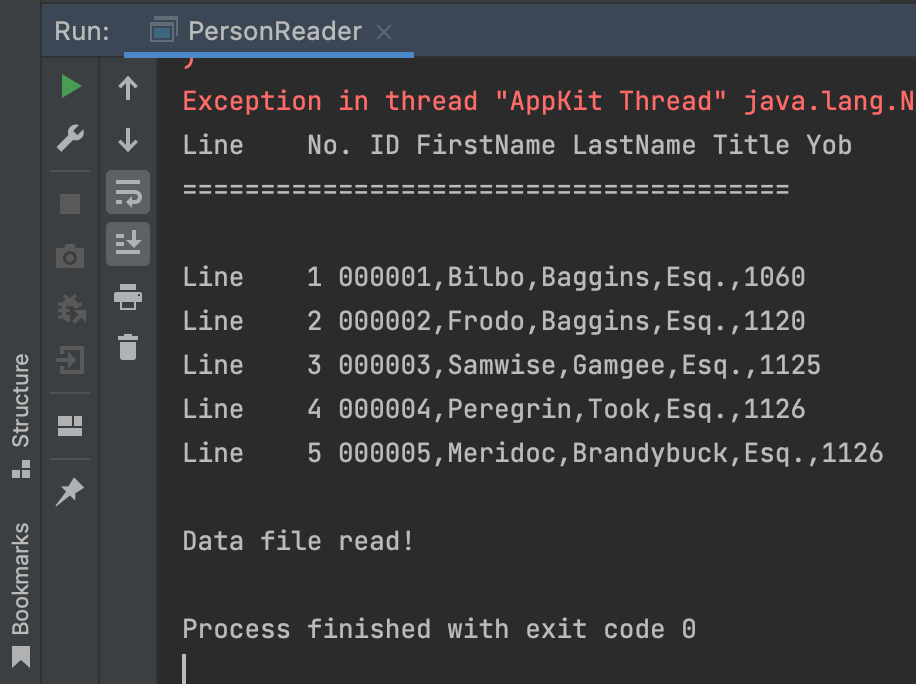 Run: PersonReader
Exception in thread "AppKit Thread" java.lang.N
Line    No. ID FirstName LastName Title Yob
=======================================
Line    1 000001,Bilbo,Baggins,Esq.,1060
Line    2 000002,Frodo,Baggins,Esq.,1120
Line    3 000003,Samwise,Gamgee,Esq.,1125
Line    4 000004,Peregrin,Took,Esq.,1126
Line    5 000005,Meridoc,Brandybuck,Esq.,1126
Data file read!
Process finished with exit code 0
Structure
Bookmarks